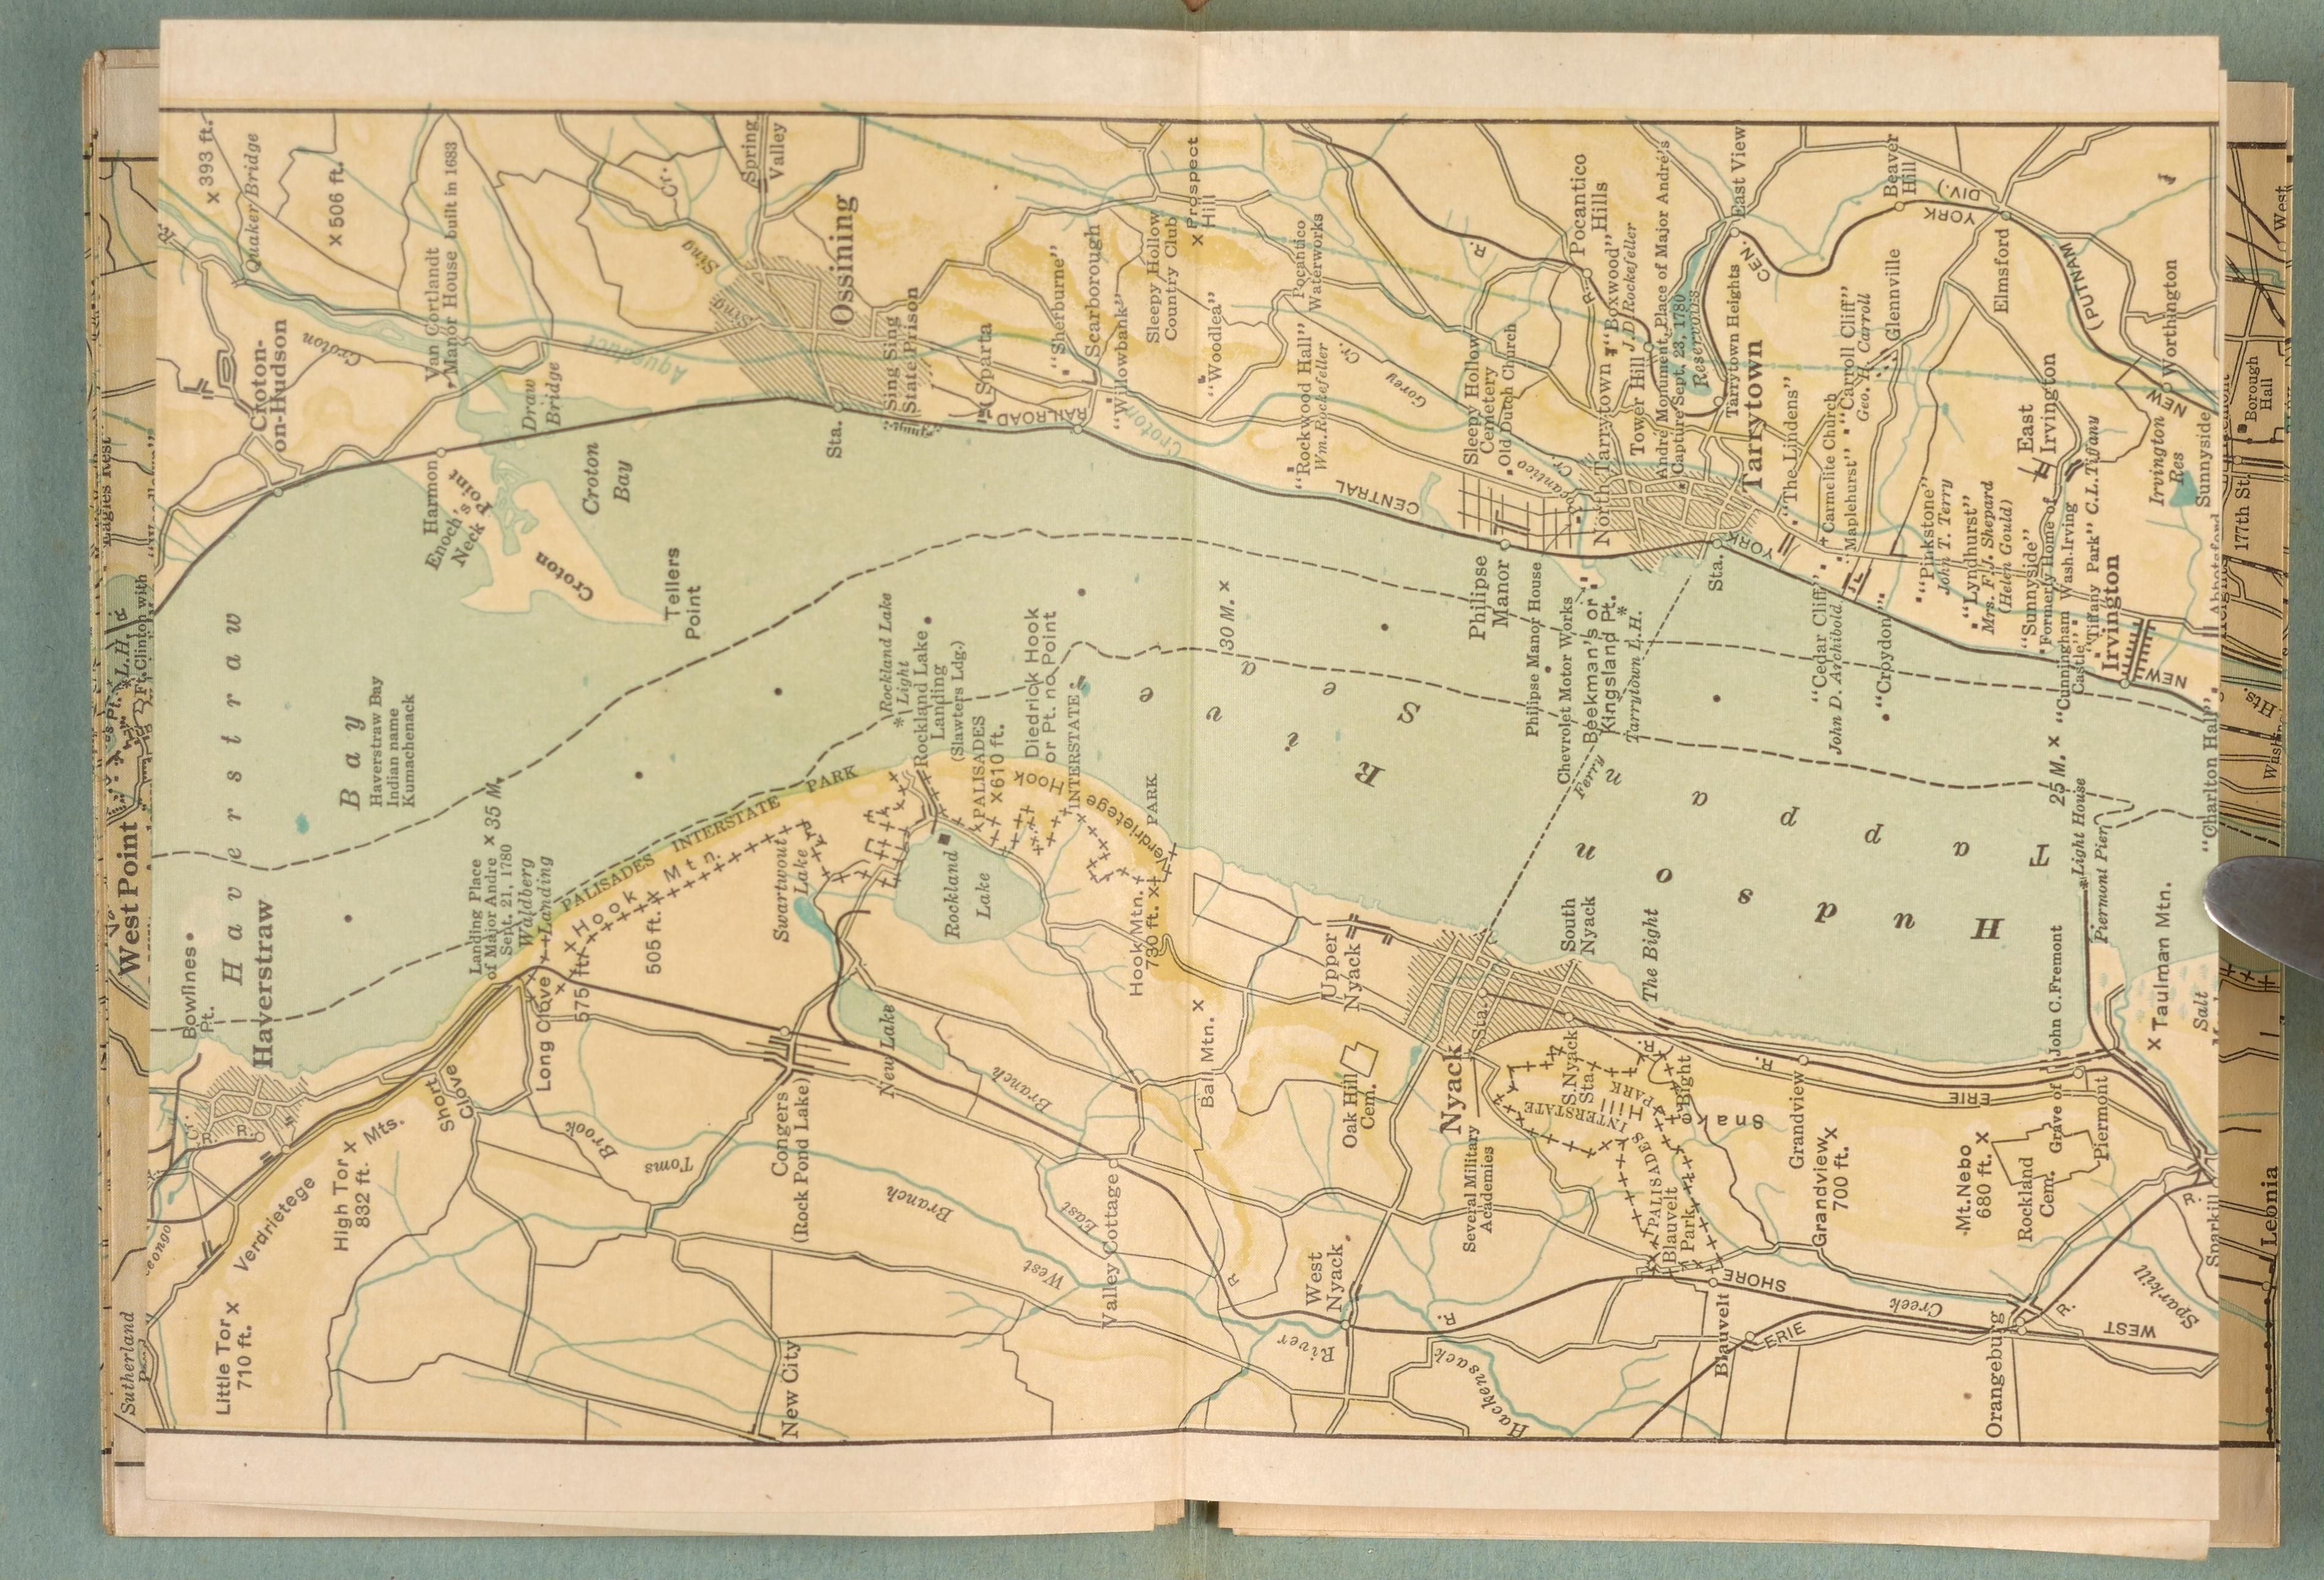 x 393 ft.
Quaker Bridge
x 506 ft.
Van Cortlandt
Manor House built in 1683
Croton-
on-Hudson
Croton
Harmon
Enoch's
Neck
Point
Croton
Draw
Bridge
Croton
Bay
Tellers
Point
Aqueduct
Croton
Spring
Valley
Cr.
Sing
Sing
Ossining
Sta.
Sing Sing
State Prison
Sparta
"Sherburne"
Scarborough
"Willowbank"
RAILROAD
Sleepy Hollow
Country Club
x Prospect
Hill
"Woodlea"
Pocantico
Waterworks
"Rockwood Hall"
Wm. Rockefeller
Gorey
Cr.
CENTRAL
Sleepy Hollow
Cemetery
Old Dutch Church
Pocantico
Hills
"Boxwood"
J.D. Rockefeller
North Tarrytown
Tower Hill
André Monument, Place of Major André's
Capture Sept. 23, 1780
Reservoirs
East View
Tarrytown Heights
Tarrytown
Sta.
YORK
CEN.
Beaver
Hill
YORK
DIV.)
Elmsford
(PUTNAM
Glenville
"Carroll Cliff"
Geo. H. Carroll
"The Lindens"
Carmelite Church
"Maplehurst"
East
Irvington
Worthington
NEW
Irvington
Res
Sunnyside
"Pinkstone"
John T. Terry
"Lyndhurst"
Mrs. F.J. Shepard
(Helen Gould)
"Sunnyside"
Formerly Home of
Wash. Irving
"Tiffany Park" C.L. Tiffany
"Cunningham
Castle"
Irvington
NEW
"Cedar Cliff"
John D. Archibold
"Croydon"
Philipse
Manor
Philipse Manor House
Chevrolet Motor Works
Beekman's or
Kingsland Pt.
Tarrytown L.H.
Ferry
"Charlton Hall"
Haverstraw
Bay
Haverstraw Bay
Indian name
Kumachenack
x 35 M.
30 M. x
25 M. x
Hudson
River
Tappan
Sea
Bowlines
Pt.
Haverstraw
Landing Place
of Major Andre
Sept. 21, 1780
Waldberg
Landing
PALISADES INTERSTATE PARK
Hook Mtn.
Long Clove
575 ft.
505 ft. x
Short
Clove
High Tor x
832 ft.
Verdrietege
Mts.
Little Tor x
710 ft.
Swartwout
Lake
Rockland Lake
Light
Rockland Lake
Landing
(Slawters Ldg.)
PALISADES
x 610 ft.
Diedrick Hook
or Pt. no Point
INTERSTATE
PARK
Verdrietege Hook
Rockland
Lake
Hook Mtn.
730 ft. x
New Lake
Congers
(Rock Pond Lake)
Toms
Brook
Branch
East
Branch
West
Valley Cottage
Ball Mtn. x
New City
Upper
Nyack
Oak Hill
Cem.
Nyack
Sta.
Several Military
Academies
West
Nyack
River
Hackensack
R.
South
Nyack
S. Nyack
Sta.
The Bight
Bight
PALISADES INTERSTATE PARK
Snake
Hill
Blauvelt
Park
Blauvelt
SHORE
ERIE
Grandview
Grandview x
700 ft.
ERIE
R.
Mt. Nebo x
680 ft.
Rockland
Cem.
Grave of John C. Fremont
Piermont
Piermont Pier
Light House
x Taulman Mtn.
Salt
Creek
Orangeburg
WEST
R.
Sparkill
Sparkill
Eagles Rest
L.H.
Ft. Clinton with
West Point
Sutherland
Leonia
West
Borough
Hall
177th St.
Hts.